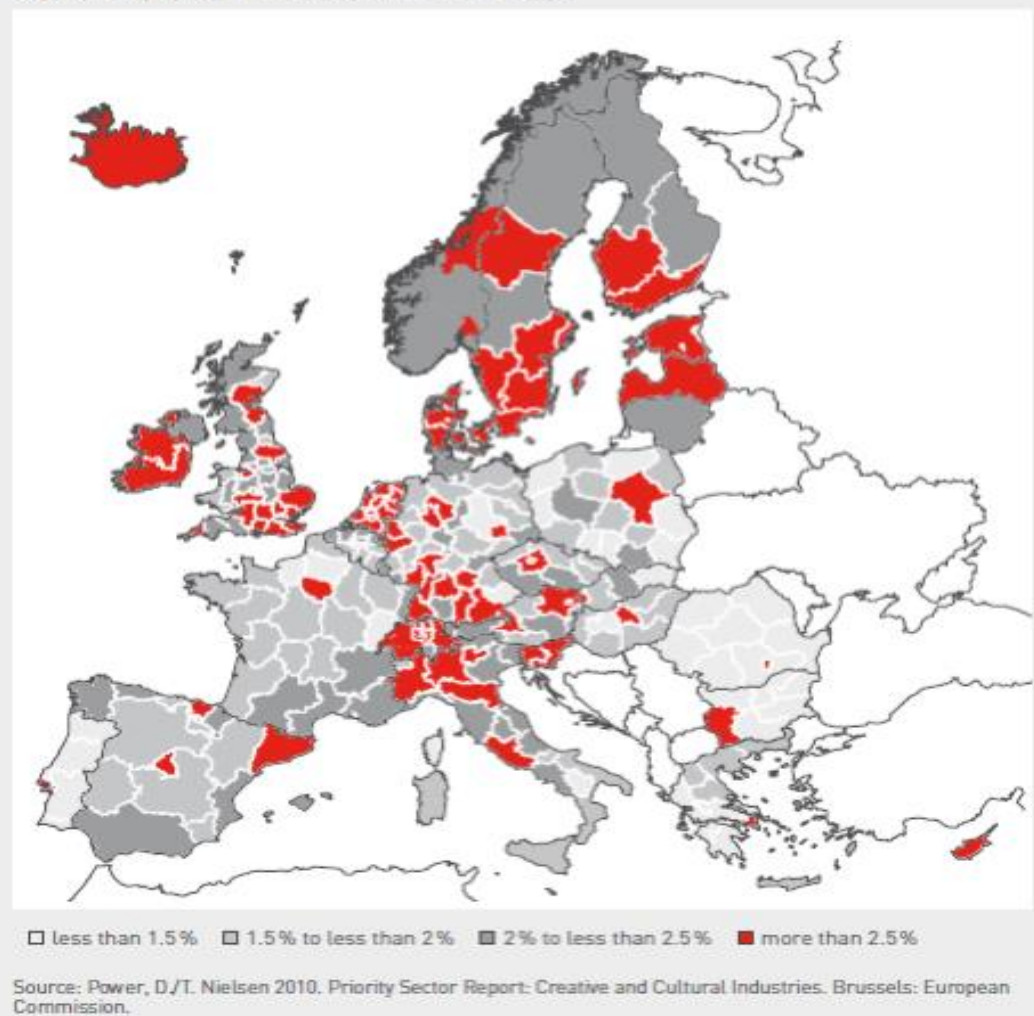 less than 1.5% 1.5% to less than 2% 2% to less than 2.5% more than 2.5%
Source: Power, D./T. Nielsen 2010. Priority Sector Report: Creative and Cultural Industries. Brussels: European
Commission.